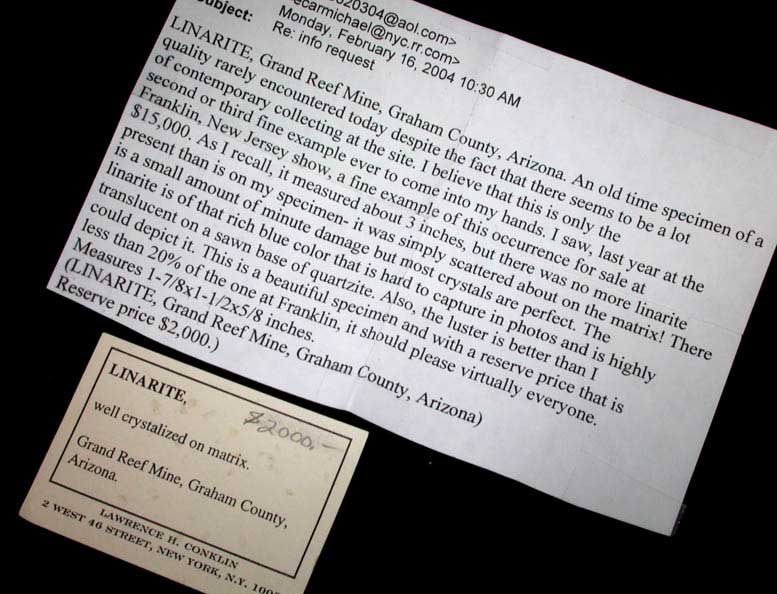 20304@aol.com>
ecarmichael@nyc.rr.com>
Monday, February 16, 2004 10:30 AM
Subject: Re: info request
LINARITE, Grand Reef Mine, Graham County, Arizona. An old time specimen of a
quality rarely encountered today despite the fact that there seems to be a lot
of contemporary collecting at the site. I believe that this is only the
second or third fine example ever to come into my hands. I saw, last year at the
Franklin, New Jersey show, a fine example of this occurrence for sale at
$15,000. As I recall, it measured about 3 inches, but there was no more linarite
present than is on my specimen- it was simply scattered about on the matrix! There
is a small amount of minute damage but most crystals are perfect. The
linarite is of that rich blue color that is hard to capture in photos and is highly
translucent on a sawn base of quartzite. Also, the luster is better than I
could depict it. This is a beautiful specimen and with a reserve price that is
less than 20% of the one at Franklin, it should please virtually everyone.
Measures 1-7/8x1-1/2x5/8 inches.
(LINARITE, Grand Reef Mine, Graham County, Arizona)
Reserve price $2,000.)
LINARITE, $2000.-
well crystalized on matrix.
Grand Reef Mine, Graham County,
Arizona.
LAWRENCE H. CONKLIN
2 WEST 46 STREET, NEW YORK, N.Y.